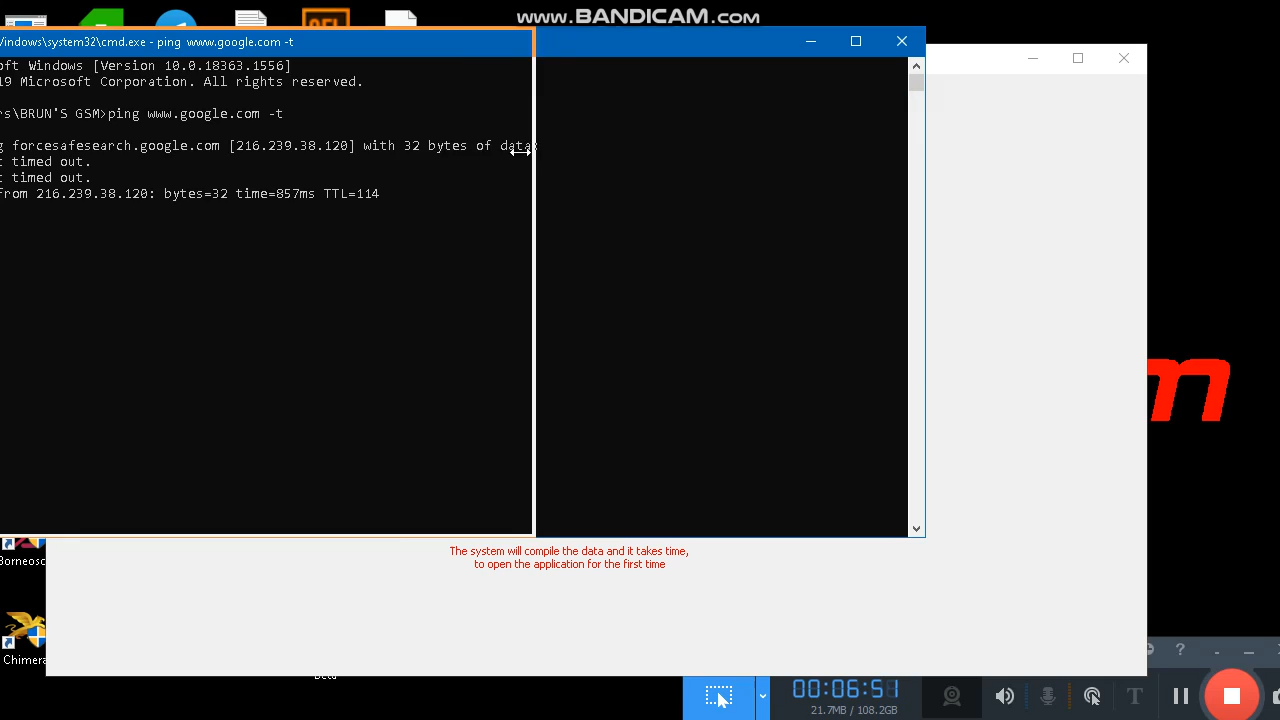 www.BANDICAM.com
Windows\system32\cmd.exe - ping www.google.com -t
oft Windows [Version 10.0.18363.1556]
19 Microsoft Corporation. All rights reserved.
rs\BRUN'S GSM>ping www.google.com -t
g forcesafesearch.google.com [216.239.38.120] with 32 bytes of data:
t timed out.
t timed out.
from 216.239.38.120: bytes=32 time=857ms TTL=114
m
The system will compile the data and it takes time,
to open the application for the first time
Borneosc
Chimera
00:06:51
21.7MB / 108.2GB